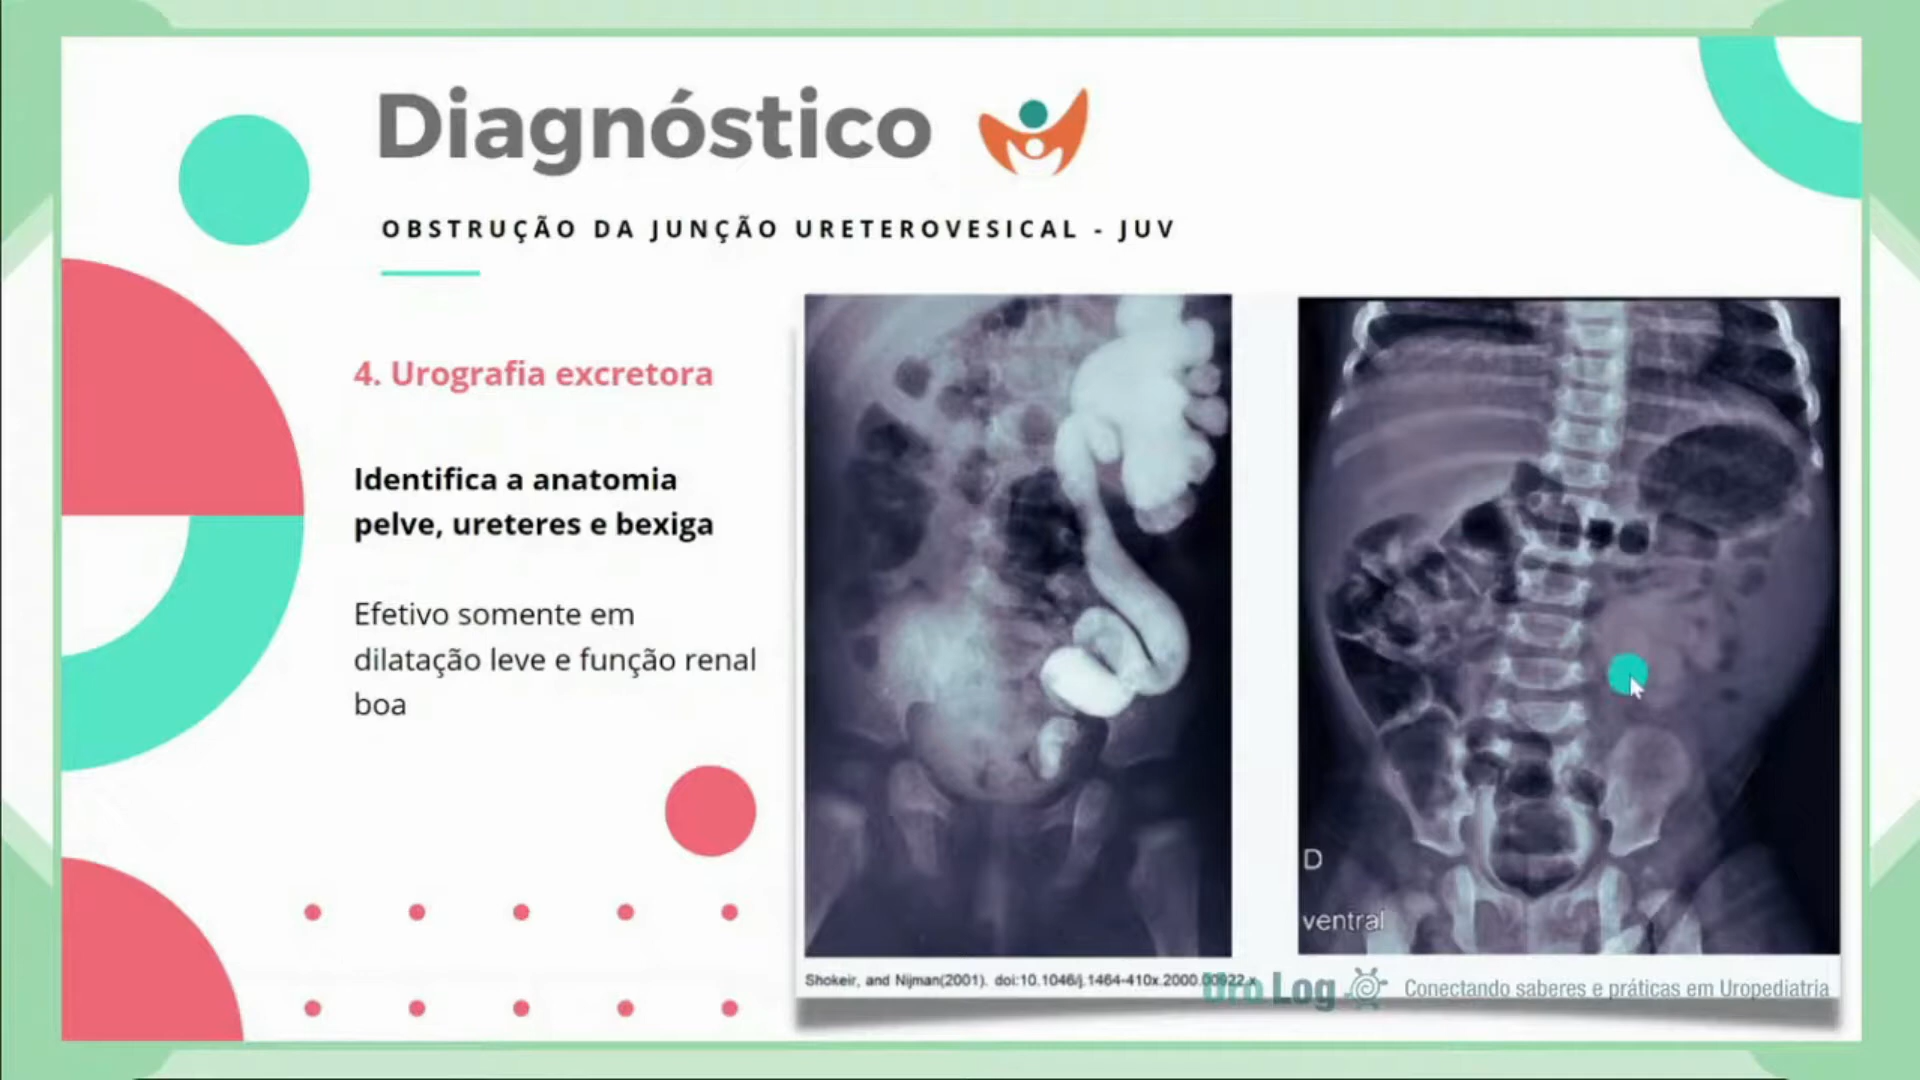 Diagnóstico
OBSTRUÇÃO DA JUNÇÃO URETEROVESICAL - JUV
4. Urografia excretora
Identifica a anatomia
pelve, ureteres e bexiga
Efetivo somente em
dilatação leve e função renal
boa
D
ventral
Shokeir, and Nijman(2001). doi:10.1046/j.1464-410x.2000.00922.x
Uro Log
Conectando saberes e práticas em Uropediatria